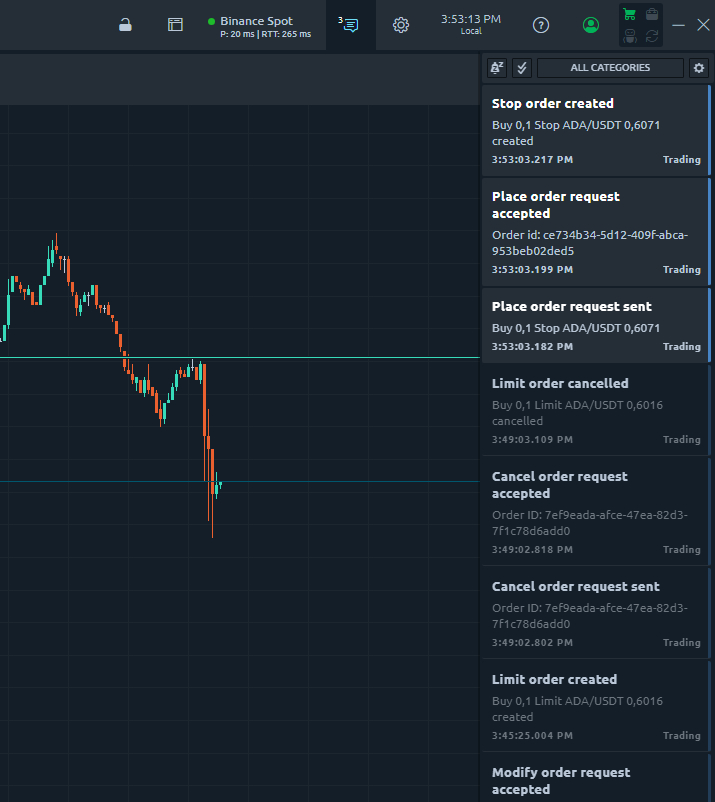 Binance Spot
P: 20 ms | RTT: 265 ms
3
3:53:13 PM
Local
?
ALL CATEGORIES
Stop order created
Buy 0,1 Stop ADA/USDT 0,6071
created
3:53:03.217 PM Trading
Place order request
accepted
Order id: ce734b34-5d12-409f-abca-
953beb02ded5
3:53:03.199 PM Trading
Place order request sent
Buy 0,1 Stop ADA/USDT 0,6071
3:53:03.182 PM Trading
Limit order cancelled
Buy 0,1 Limit ADA/USDT 0,6016
cancelled
3:49:03.109 PM Trading
Cancel order request
accepted
Order ID: 7ef9eada-afce-47ea-82d3-
7f1c78d6add0
3:49:02.818 PM Trading
Cancel order request sent
Order ID: 7ef9eada-afce-47ea-82d3-
7f1c78d6add0
3:49:02.802 PM Trading
Limit order created
Buy 0,1 Limit ADA/USDT 0,6016
created
3:45:25.004 PM Trading
Modify order request
accepted